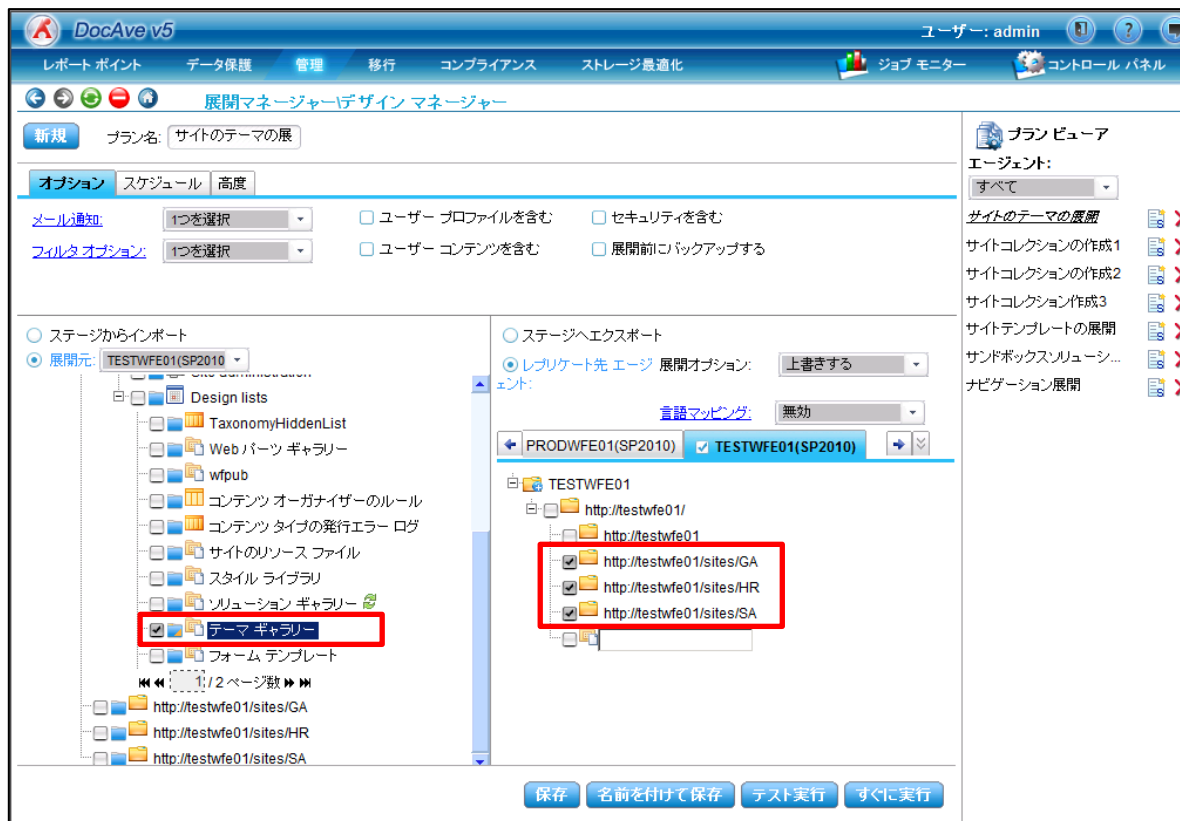 DocAve v5
ユーザー: admin
レポート ポイント データ保護 管理 移行 コンプライアンス ストレージ最適化 ジョブ モニター コントロール パネル
展開マネージャー\デザイン マネージャー
新規 プラン名: サイトのテーマの展
オプション スケジュール 高度
メール通知: 1つを選択 ユーザー プロファイルを含む セキュリティを含む
フィルタ オプション: 1つを選択 ユーザー コンテンツを含む 展開前にバックアップする
ステージからインポート
展開元: TESTWFE01(SP2010
Design lists
TaxonomyHiddenList
Web パーツ ギャラリー
wfpub
コンテンツ オーガナイザーのルール
コンテンツ タイプの発行エラー ログ
サイトのリソース ファイル
スタイル ライブラリ
ソリューション ギャラリー
テーマ ギャラリー
フォーム テンプレート
1 / 2 ページ数
http://testwfe01/sites/GA
http://testwfe01/sites/HR
http://testwfe01/sites/SA
ステージへエクスポート
レプリケート先 エージェント: 展開オプション: 上書きする
言語マッピング: 無効
PRODWFE01(SP2010) TESTWFE01(SP2010)
TESTWFE01
http://testwfe01/
http://testwfe01
http://testwfe01/sites/GA
http://testwfe01/sites/HR
http://testwfe01/sites/SA
保存 名前を付けて保存 テスト実行 すぐに実行
プラン ビューア
エージェント:
すべて
サイトのテーマの展開
サイトコレクションの作成1
サイトコレクションの作成2
サイトコレクション作成3
サイトテンプレートの展開
サンドボックスソリューシ...
ナビゲーション展開